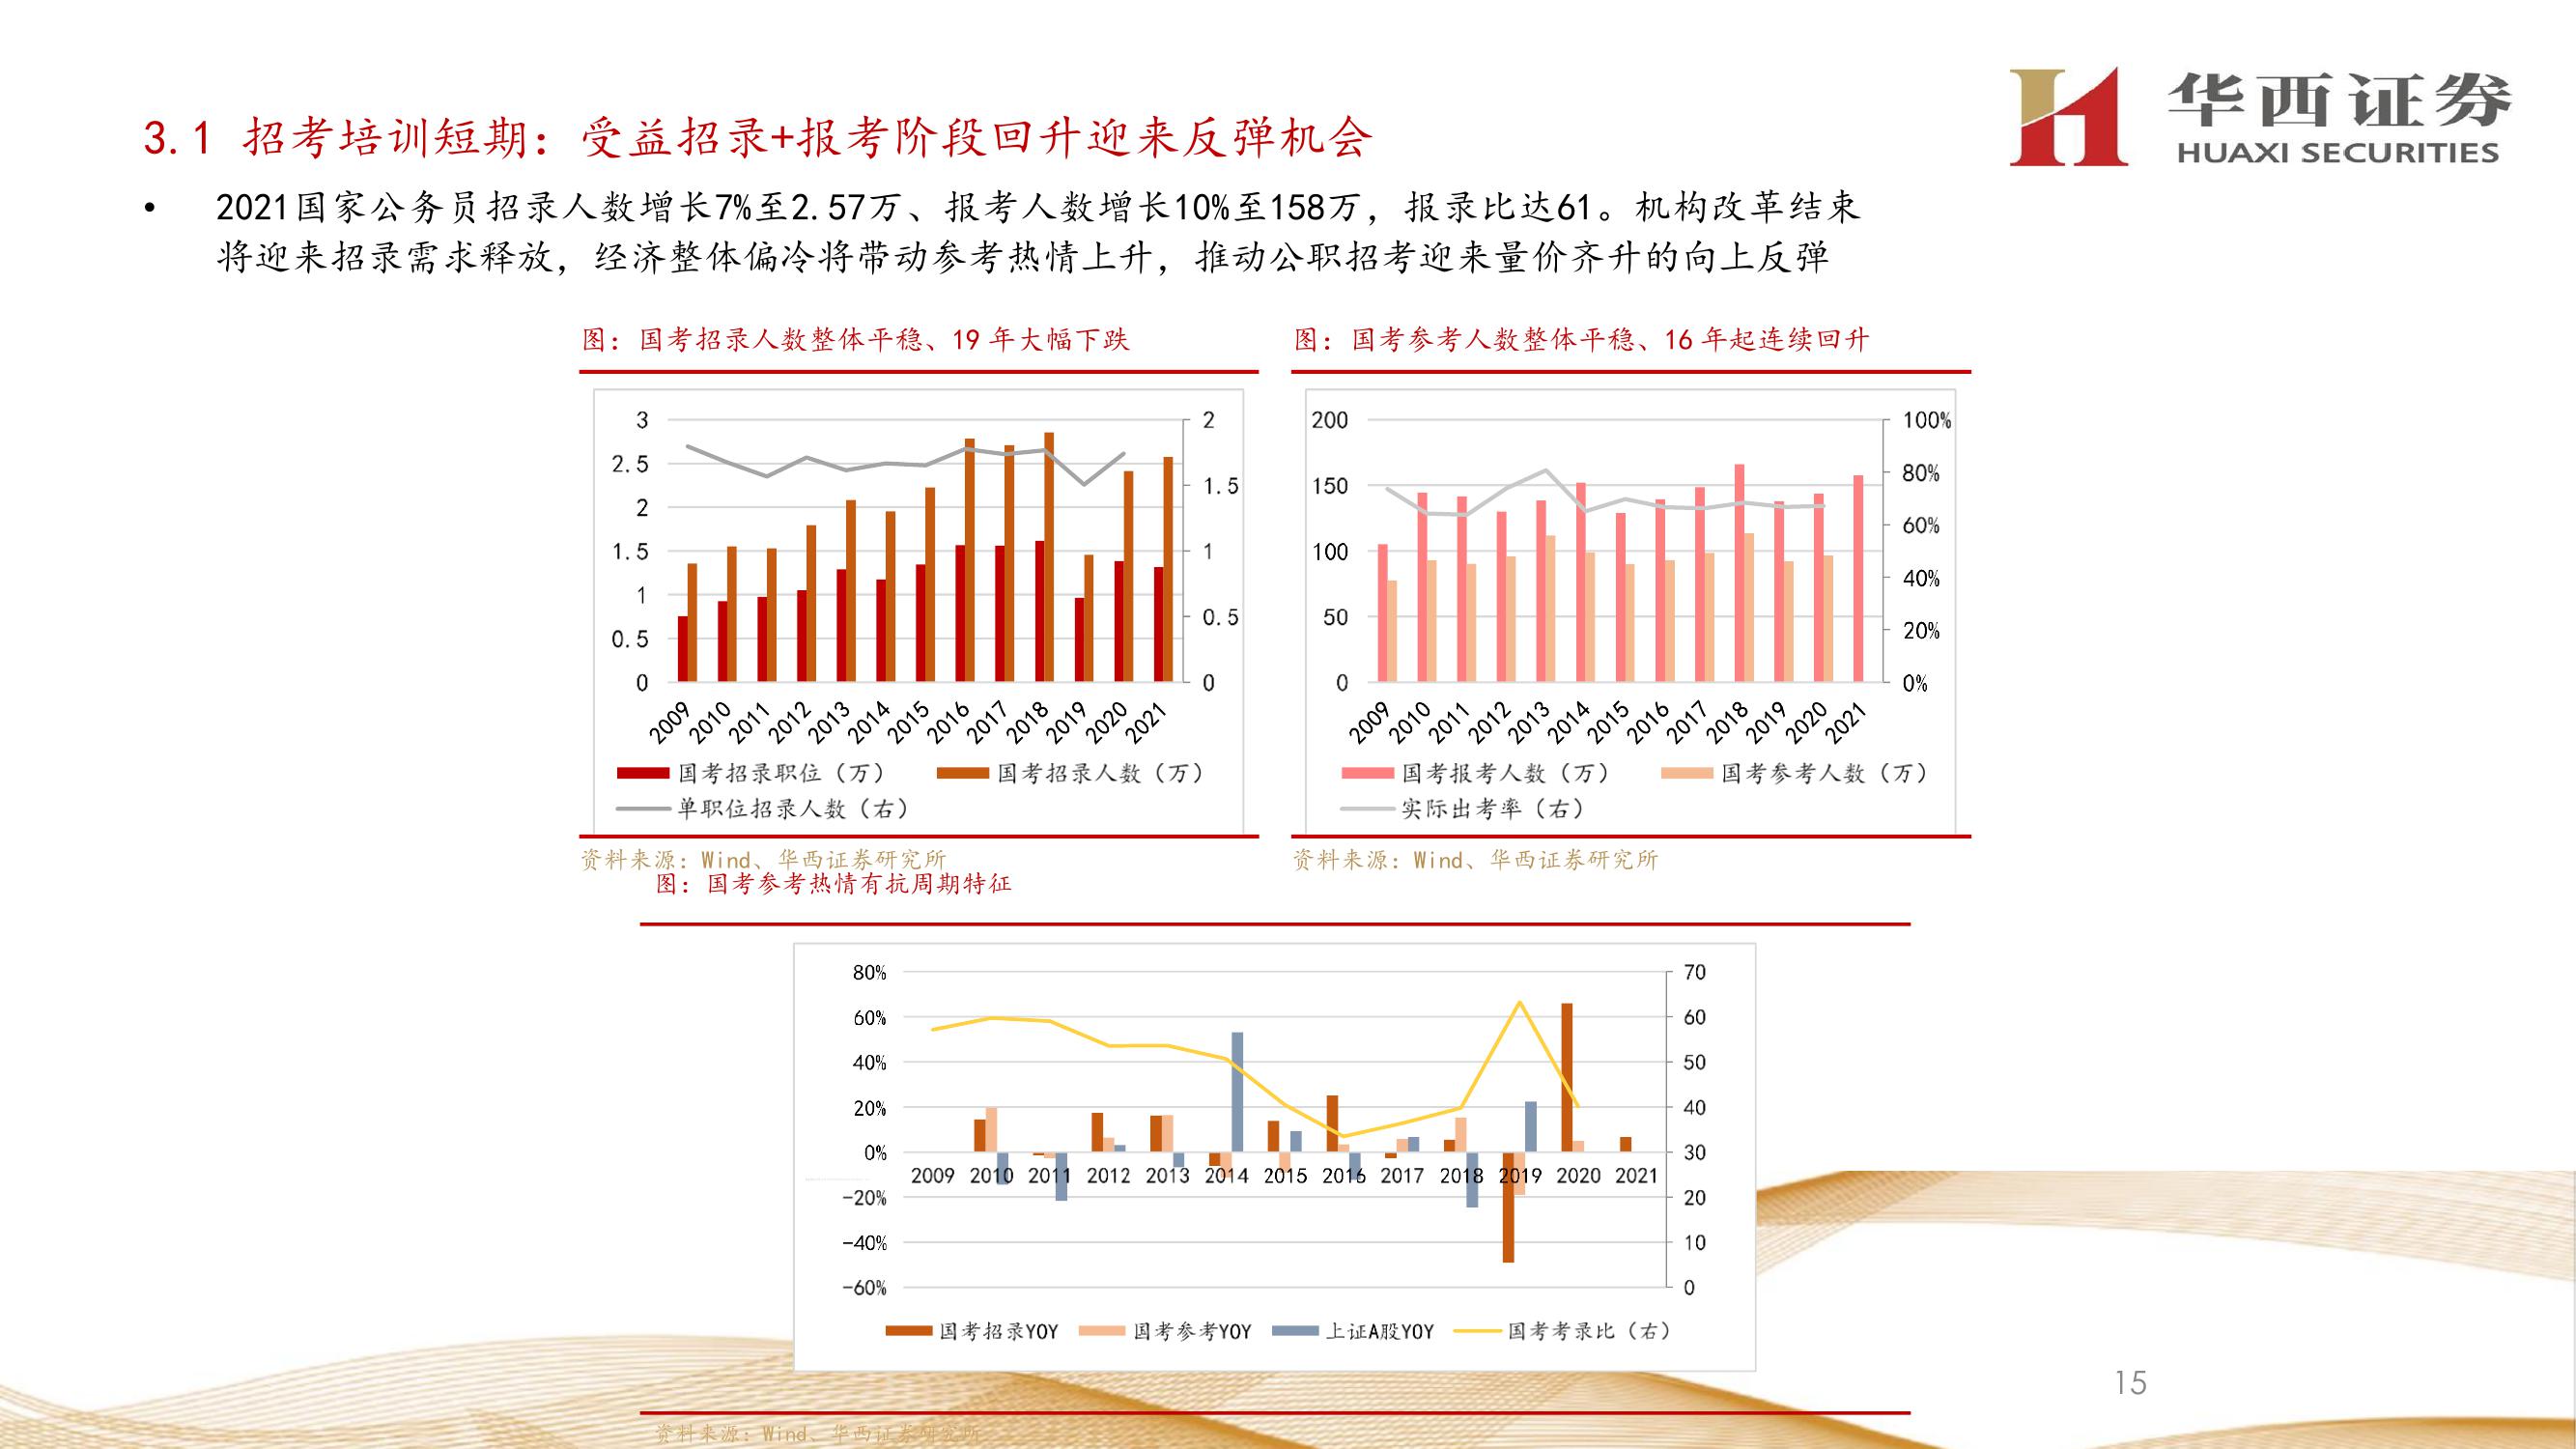 华西证券
HUAXI SECURITIES
3.1 招考培训短期：受益招录+报考阶段回升迎来反弹机会
• 2021国家公务员招录人数增长7%至2.57万、报考人数增长10%至158万，报录比达61。机构改革结束
将迎来招录需求释放，经济整体偏冷将带动参考热情上升，推动公职招考迎来量价齐升的向上反弹
图：国考招录人数整体平稳、19 年大幅下跌
3 2
2.5
1.5
2
1.5 1
1
0.5
0.5
0 0
2009 2010 2011 2012 2013 2014 2015 2016 2017 2018 2019 2020 2021
国考招录职位（万） 国考招录人数（万）
单职位招录人数（右）
资料来源：Wind、华西证券研究所
图：国考参考人数整体平稳、16 年起连续回升
200 100%
80%
150
60%
100
40%
50
20%
0 0%
2009 2010 2011 2012 2013 2014 2015 2016 2017 2018 2019 2020 2021
国考报考人数（万） 国考参考人数（万）
实际出考率（右）
资料来源：Wind、华西证券研究所
图：国考参考热情有抗周期特征
80% 70
60% 60
40% 50
20% 40
0% 30
2009 2010 2011 2012 2013 2014 2015 2016 2017 2018 2019 2020 2021
-20% 20
-40% 10
-60% 0
国考招录YOY 国考参考YOY 上证A股YOY 国考考录比（右）
资料来源：Wind、华西证券研究所
15